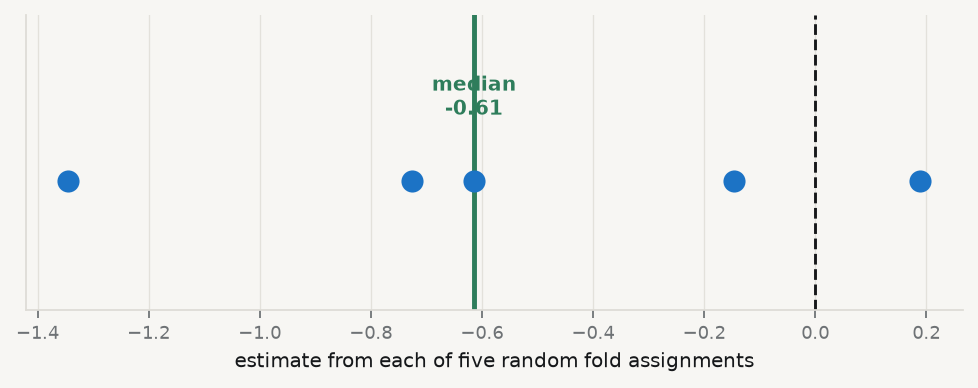 median
-0.61
−1.4 −1.2 −1.0 −0.8 −0.6 −0.4 −0.2 0.0 0.2
estimate from each of five random fold assignments